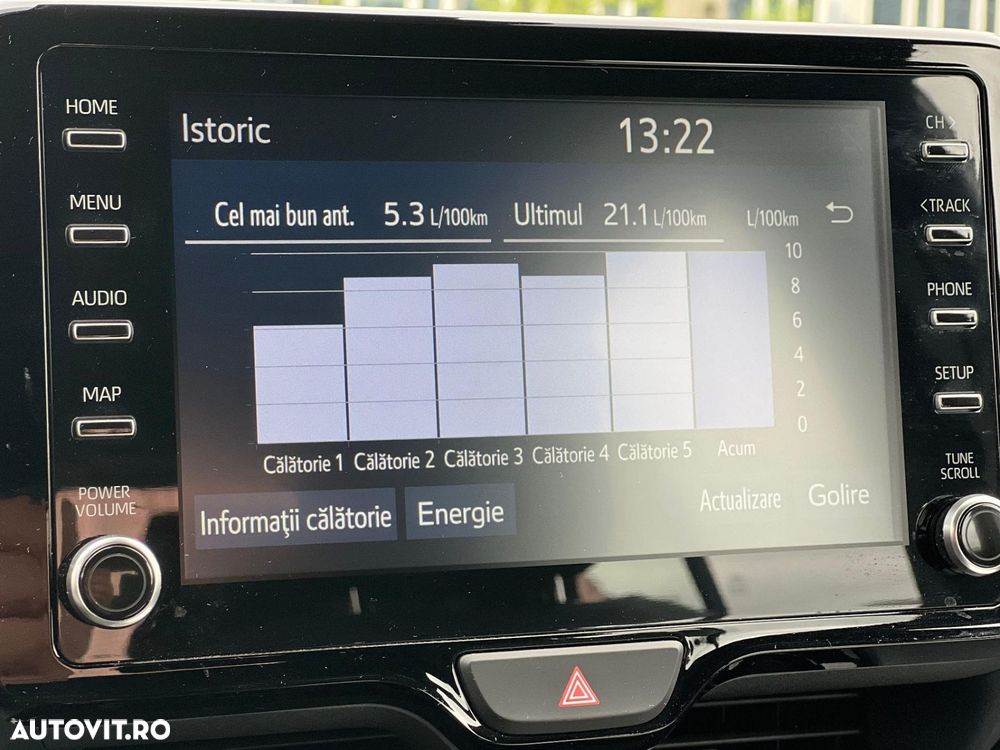 HOME
MENU
AUDIO
MAP
POWER
VOLUME
Istoric 13:22
Cel mai bun ant. 5.3 L/100km Ultimul 21.1 L/100km L/100km
10
8
6
4
2
0
Călătorie 1 Călătorie 2 Călătorie 3 Călătorie 4 Călătorie 5 Acum
Informaţii călătorie Energie Actualizare Golire
CH >
< TRACK
PHONE
SETUP
TUNE
SCROLL
AUTOVIT.RO